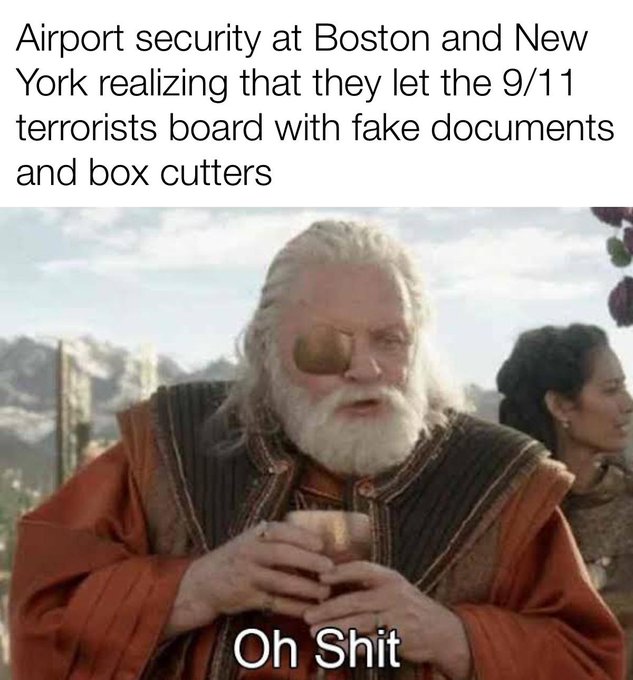 Airport security at Boston and New
York realizing that they let the 9/11
terrorists board with fake documents
and box cutters
Oh Shit